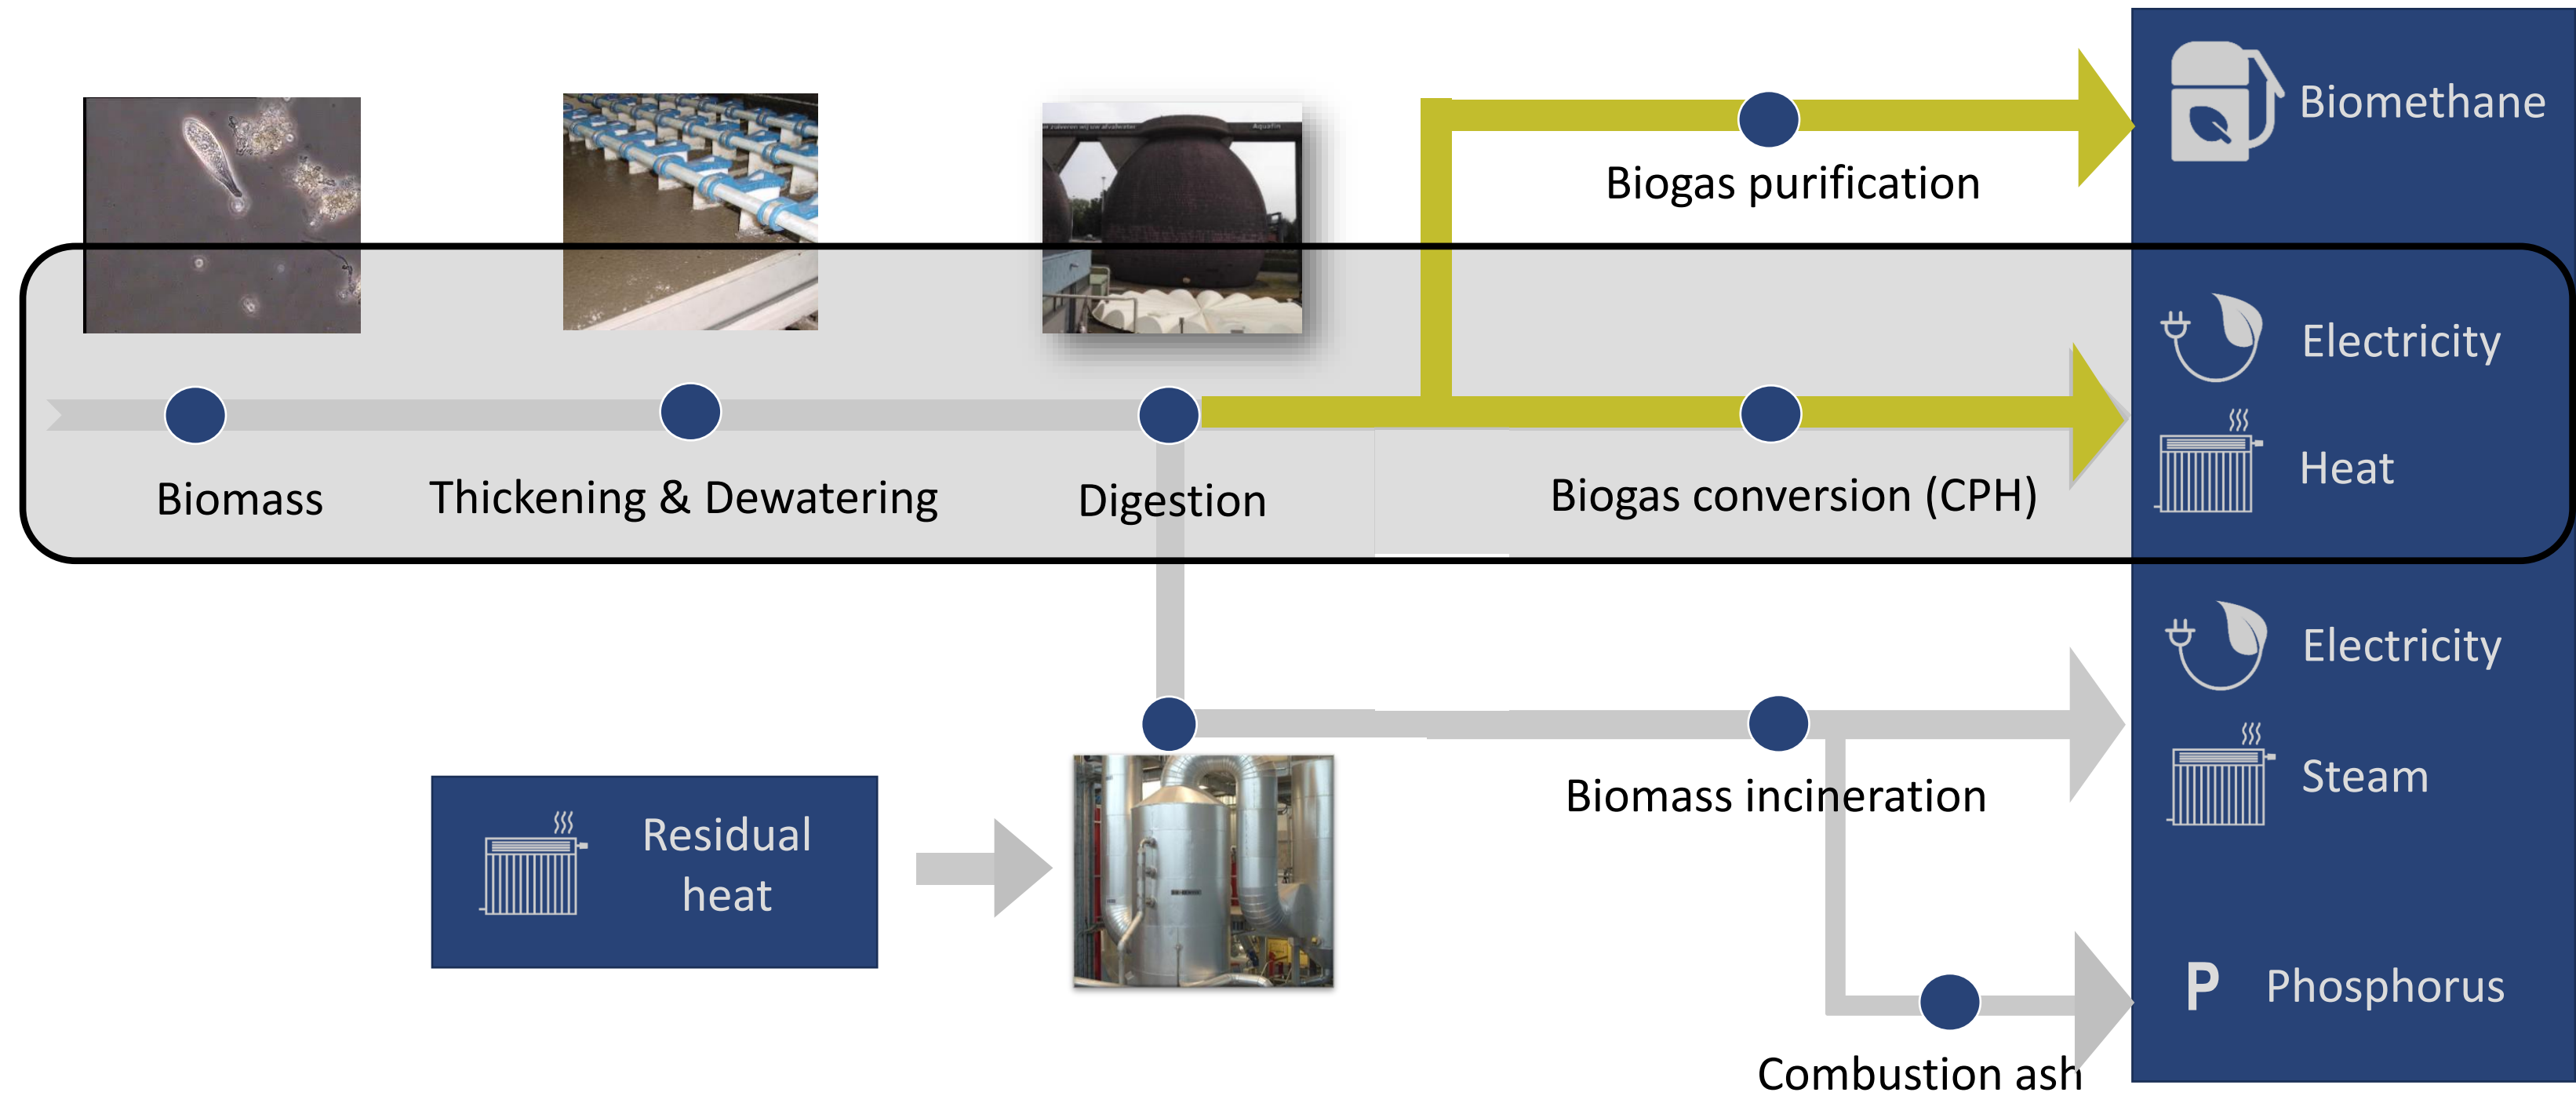 Biomethane
Biogas purification
Aquafin
Electricity
Heat
Biomass
Thickening & Dewatering
Digestion
Biogas conversion (CPH)
Electricity
Steam
Biomass incineration
Residual
heat
P Phosphorus
Combustion ash